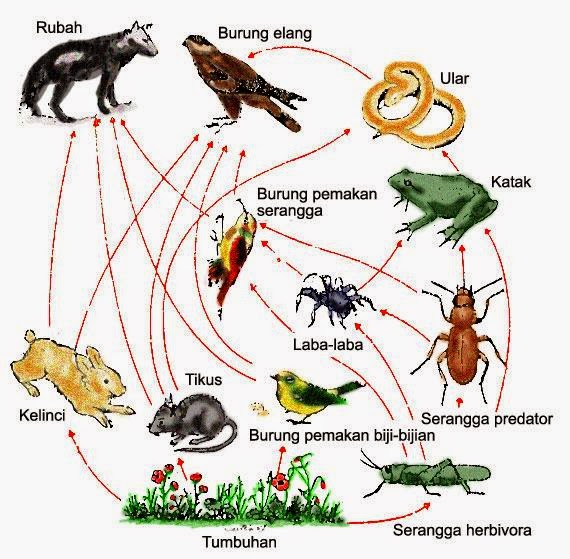 Rubah
Burung elang
Ular
Katak
Burung pemakan
serangga
Laba-laba
Tikus
Kelinci
Serangga predator
Burung pemakan biji-bijian
Serangga herbivora
Tumbuhan